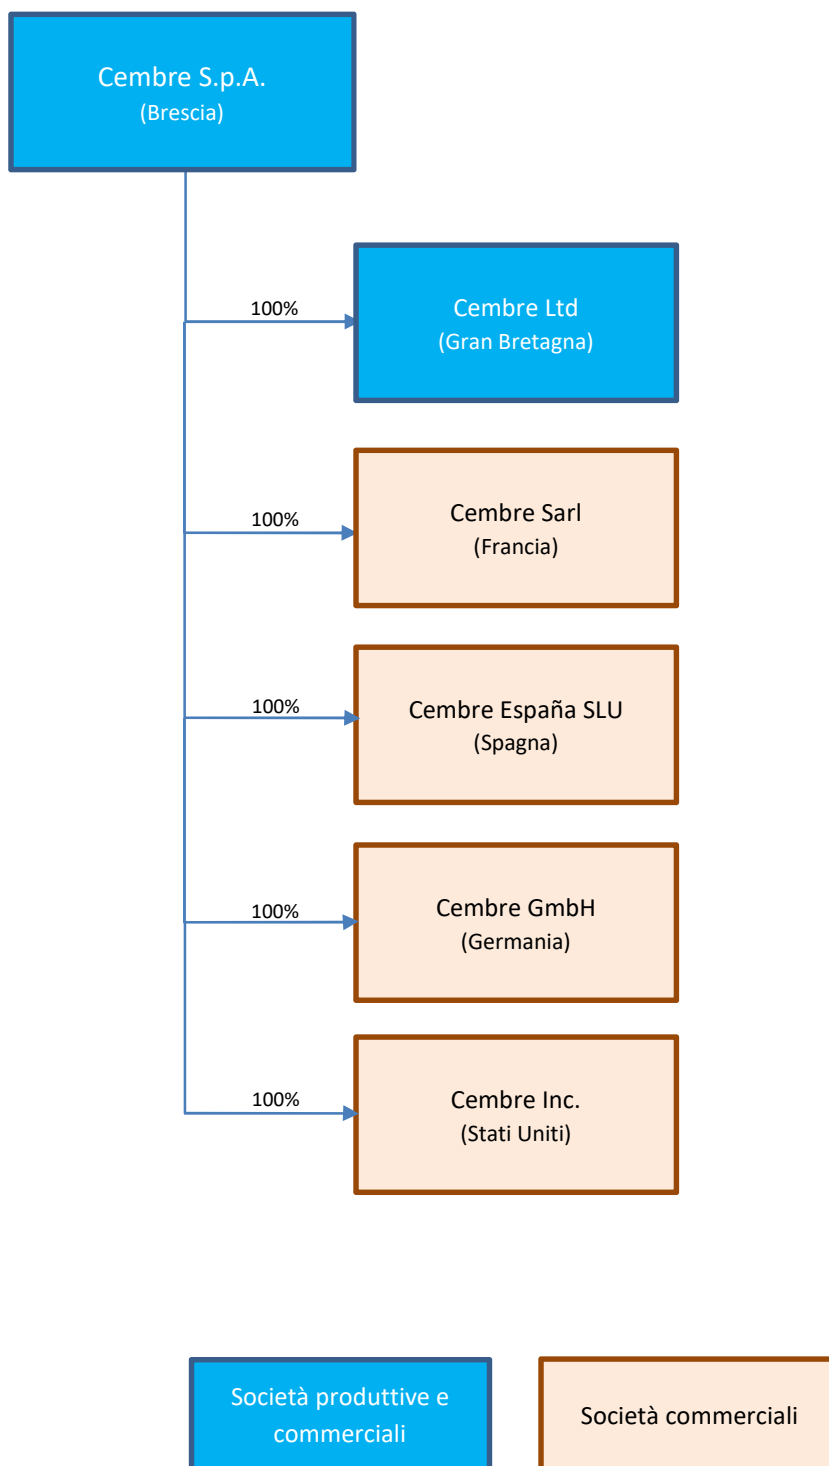 Cembre S.p.A.
(Brescia)
100%
Cembre Ltd
(Gran Bretagna)
100%
Cembre Sarl
(Francia)
100%
Cembre España SLU
(Spagna)
100%
Cembre GmbH
(Germania)
100%
Cembre Inc.
(Stati Uniti)
Società produttive e
commerciali
Società commerciali